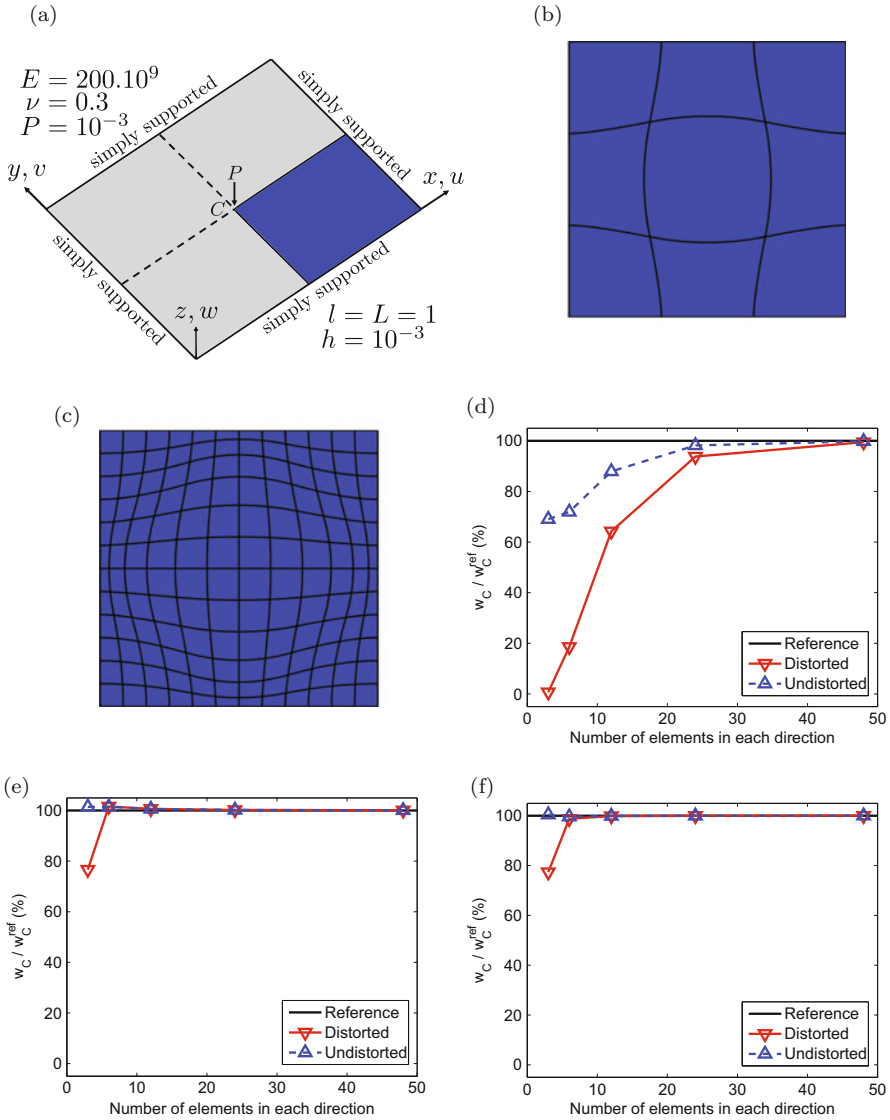 (a)
E = 200.10⁹
ν = 0.3
P = 10⁻³
simply supported
simply supported
y, v
x, u
P
C
simply supported
simply supported
z, w
l = L = 1
h = 10⁻³
(b)
(c)
(d)
100
80
60
40
20
0
w_C / w_C^ref (%)
Reference
Distorted
Undistorted
0 10 20 30 40 50
Number of elements in each direction
(e)
100
80
60
40
20
0
w_C / w_C^ref (%)
Reference
Distorted
Undistorted
0 10 20 30 40 50
Number of elements in each direction
(f)
100
80
60
40
20
0
w_C / w_C^ref (%)
Reference
Distorted
Undistorted
0 10 20 30 40 50
Number of elements in each direction